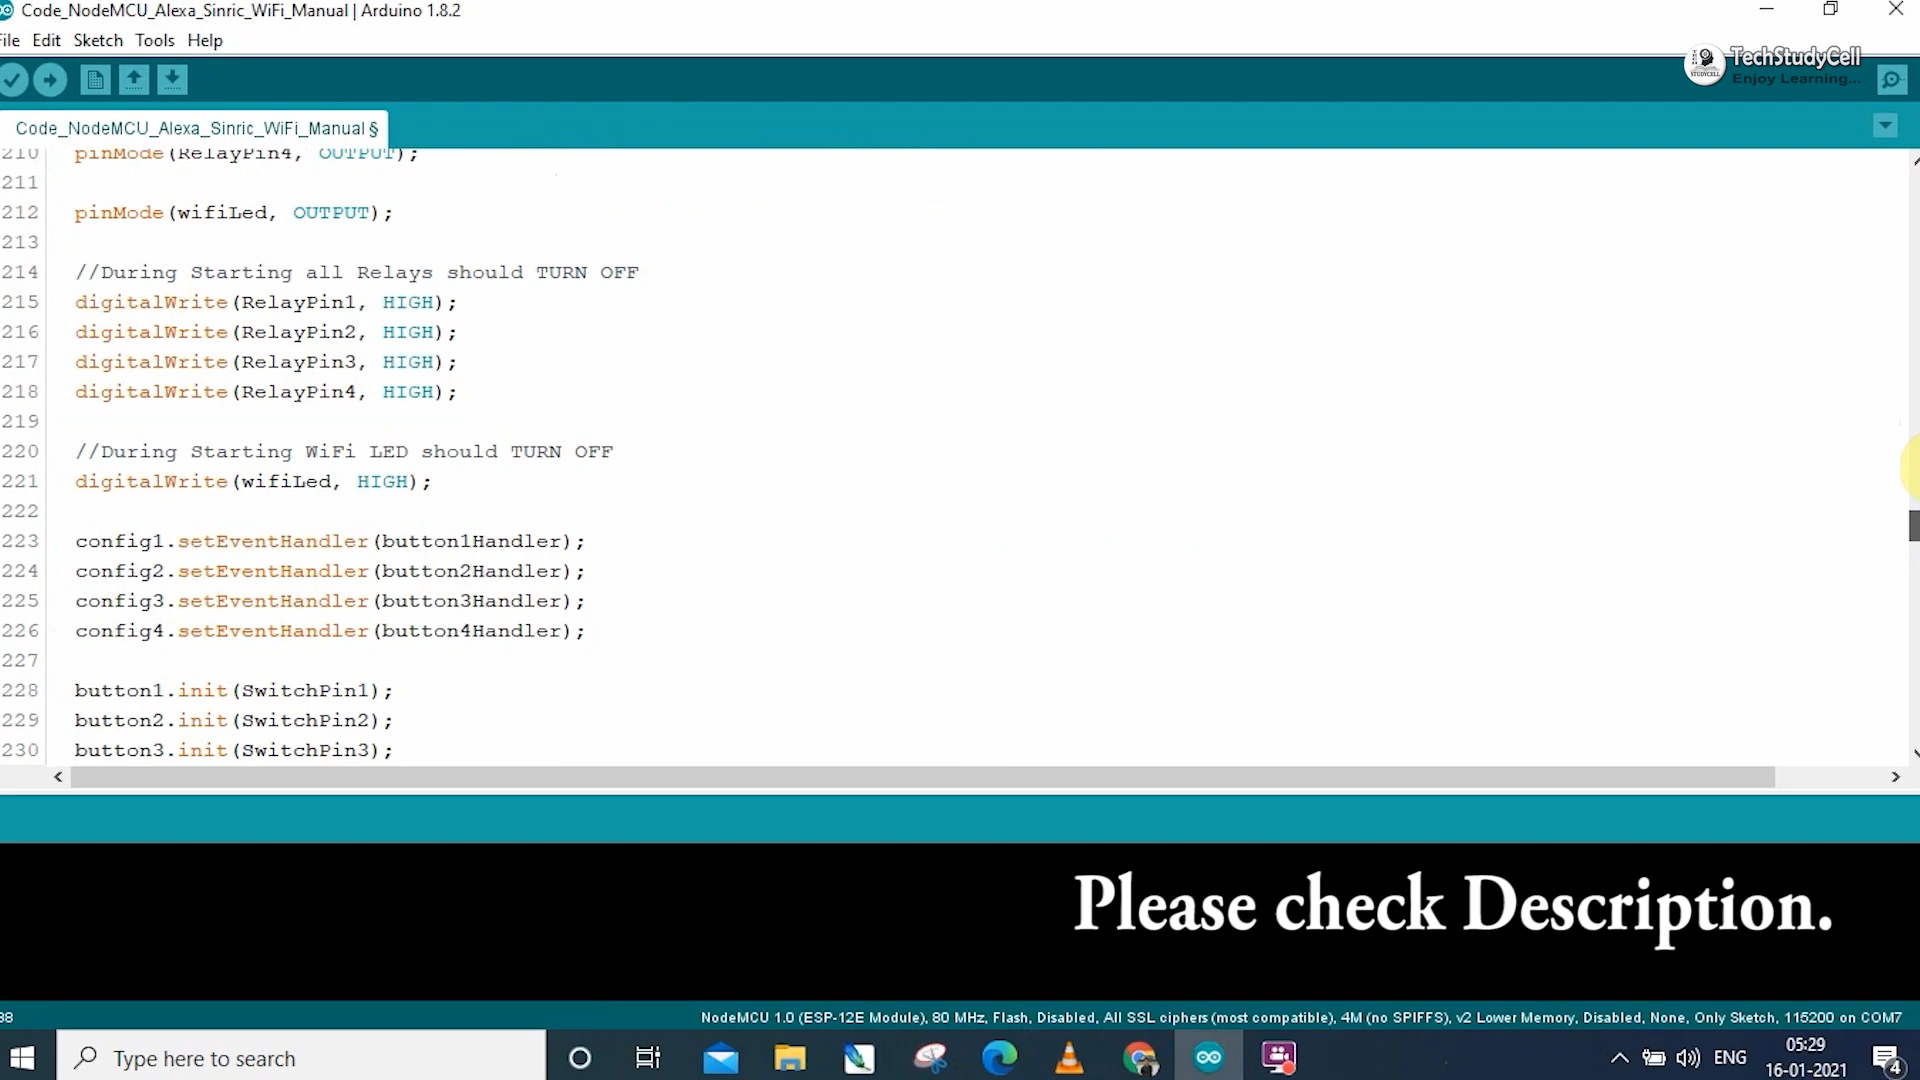 Code_NodeMCU_Alexa_Sinric_WiFi_Manual | Arduino 1.8.2
File Edit Sketch Tools Help
TechStudyCell
Enjoy Learning...
STUDYCELL
Code_NodeMCU_Alexa_Sinric_WiFi_Manual §
210 pinMode(RelayPin4, OUTPUT);
211
212 pinMode(wifiLed, OUTPUT);
213
214 //During Starting all Relays should TURN OFF
215 digitalWrite(RelayPin1, HIGH);
216 digitalWrite(RelayPin2, HIGH);
217 digitalWrite(RelayPin3, HIGH);
218 digitalWrite(RelayPin4, HIGH);
219
220 //During Starting WiFi LED should TURN OFF
221 digitalWrite(wifiLed, HIGH);
222
223 config1.setEventHandler(button1Handler);
224 config2.setEventHandler(button2Handler);
225 config3.setEventHandler(button3Handler);
226 config4.setEventHandler(button4Handler);
227
228 button1.init(SwitchPin1);
229 button2.init(SwitchPin2);
230 button3.init(SwitchPin3);
Please check Description.
38 NodeMCU 1.0 (ESP-12E Module), 80 MHz, Flash, Disabled, All SSL ciphers (most compatible), 4M (no SPIFFS), v2 Lower Memory, Disabled, None, Only Sketch, 115200 on COM7
Type here to search
ENG
05:29
16-01-2021
4